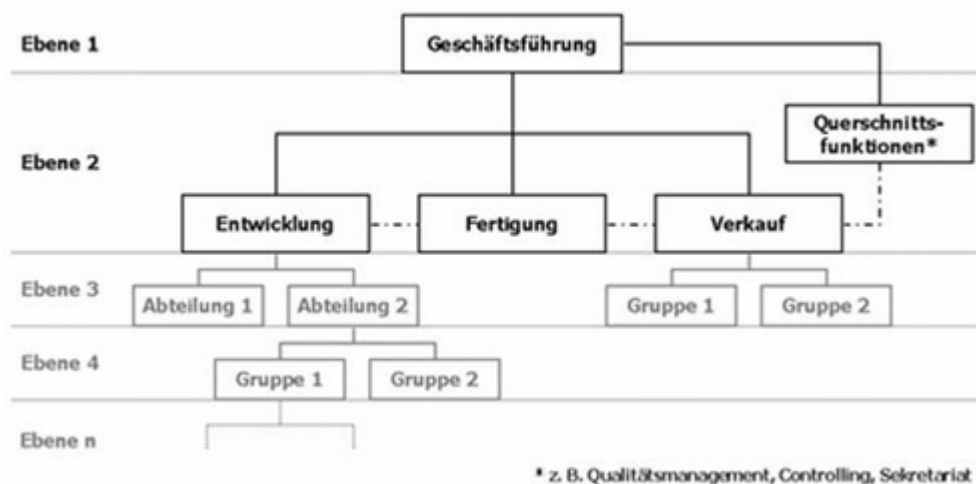 Ebene 1
Geschäftsführung
Querschnitts-
funktionen*
Ebene 2
Entwicklung
Fertigung
Verkauf
Ebene 3
Abteilung 1
Abteilung 2
Gruppe 1
Gruppe 2
Ebene 4
Gruppe 1
Gruppe 2
Ebene n
* z. B. Qualitätsmanagement, Controlling, Sekretariat